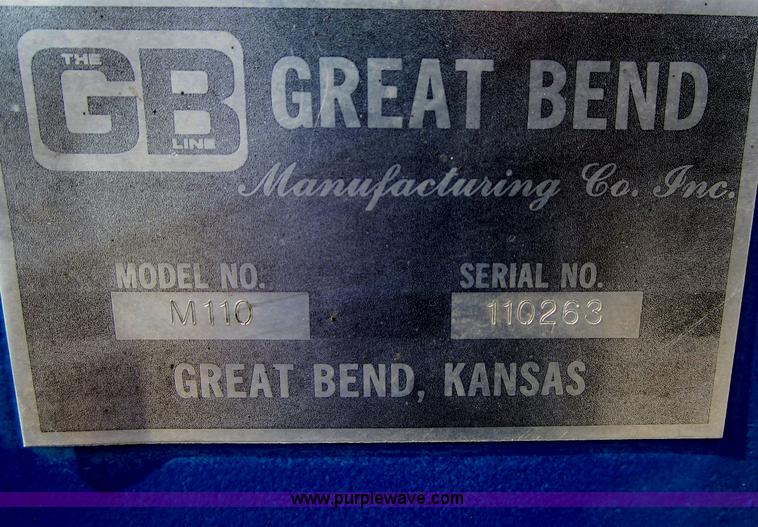 THE
GB
LINE
GREAT BEND
Manufacturing Co. Inc.
MODEL NO. SERIAL NO.
M110 110263
GREAT BEND, KANSAS
www.purplewave.com